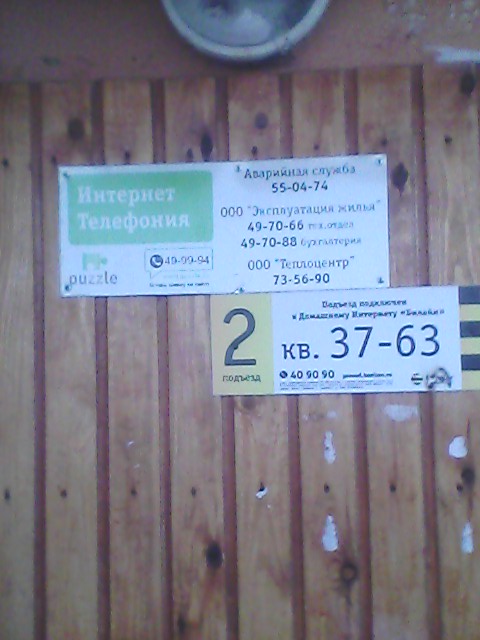 Интернет
Телефония
puzzle
49-99-94
Аварийная служба
55-04-74
ООО "Эксплуатация жилья"
49-70-66 тех.отдел
49-70-88 бухгалтерия
ООО "Теплоцентр"
73-56-90
2
подъезд
Подъезд подключен
к Домашнему Интернету «Билайн»
кв. 37-63
40 90 90